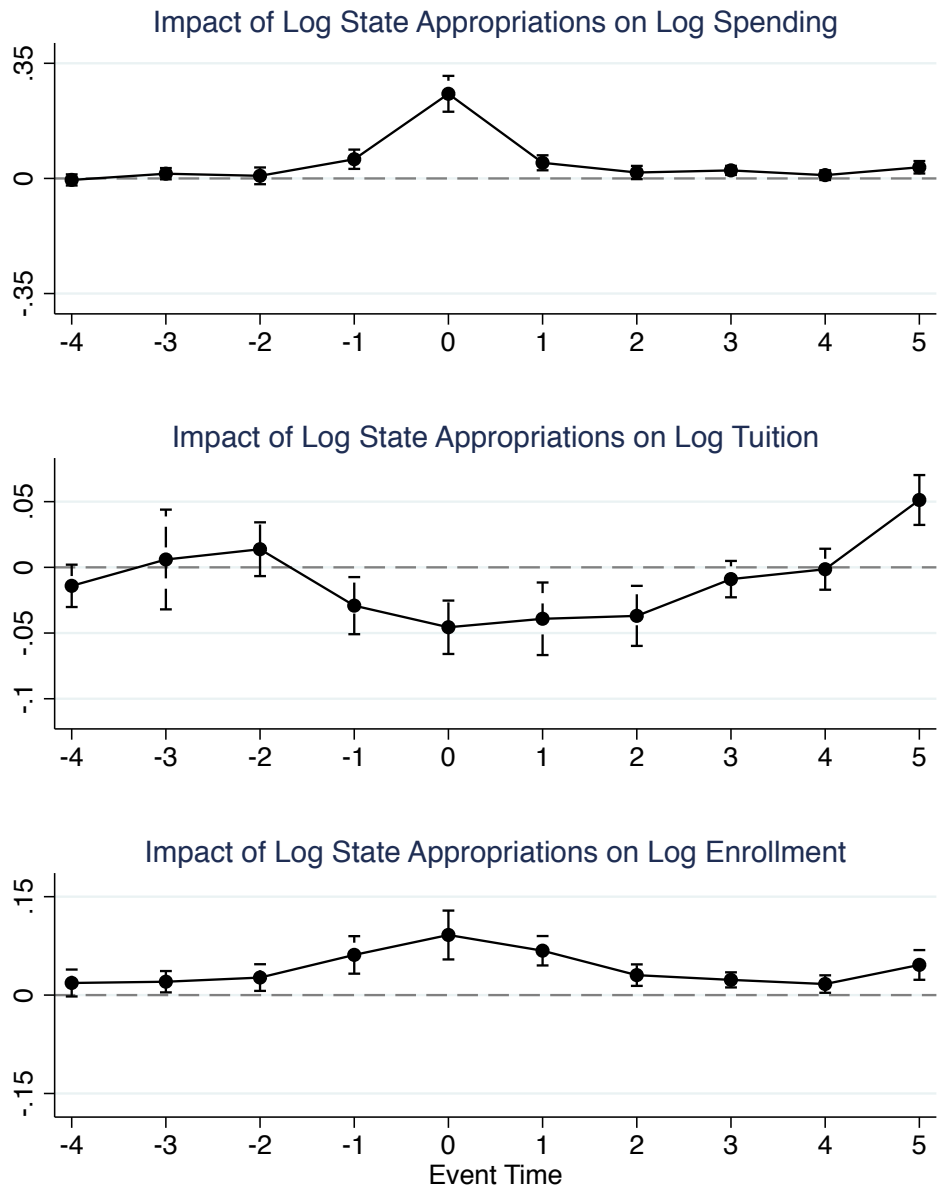 Impact of Log State Appropriations on Log Spending
.35
0
-.35
-4 -3 -2 -1 0 1 2 3 4 5
Impact of Log State Appropriations on Log Tuition
.05
0
-.05
-.1
-4 -3 -2 -1 0 1 2 3 4 5
Impact of Log State Appropriations on Log Enrollment
.15
0
-.15
-4 -3 -2 -1 0 1 2 3 4 5
Event Time